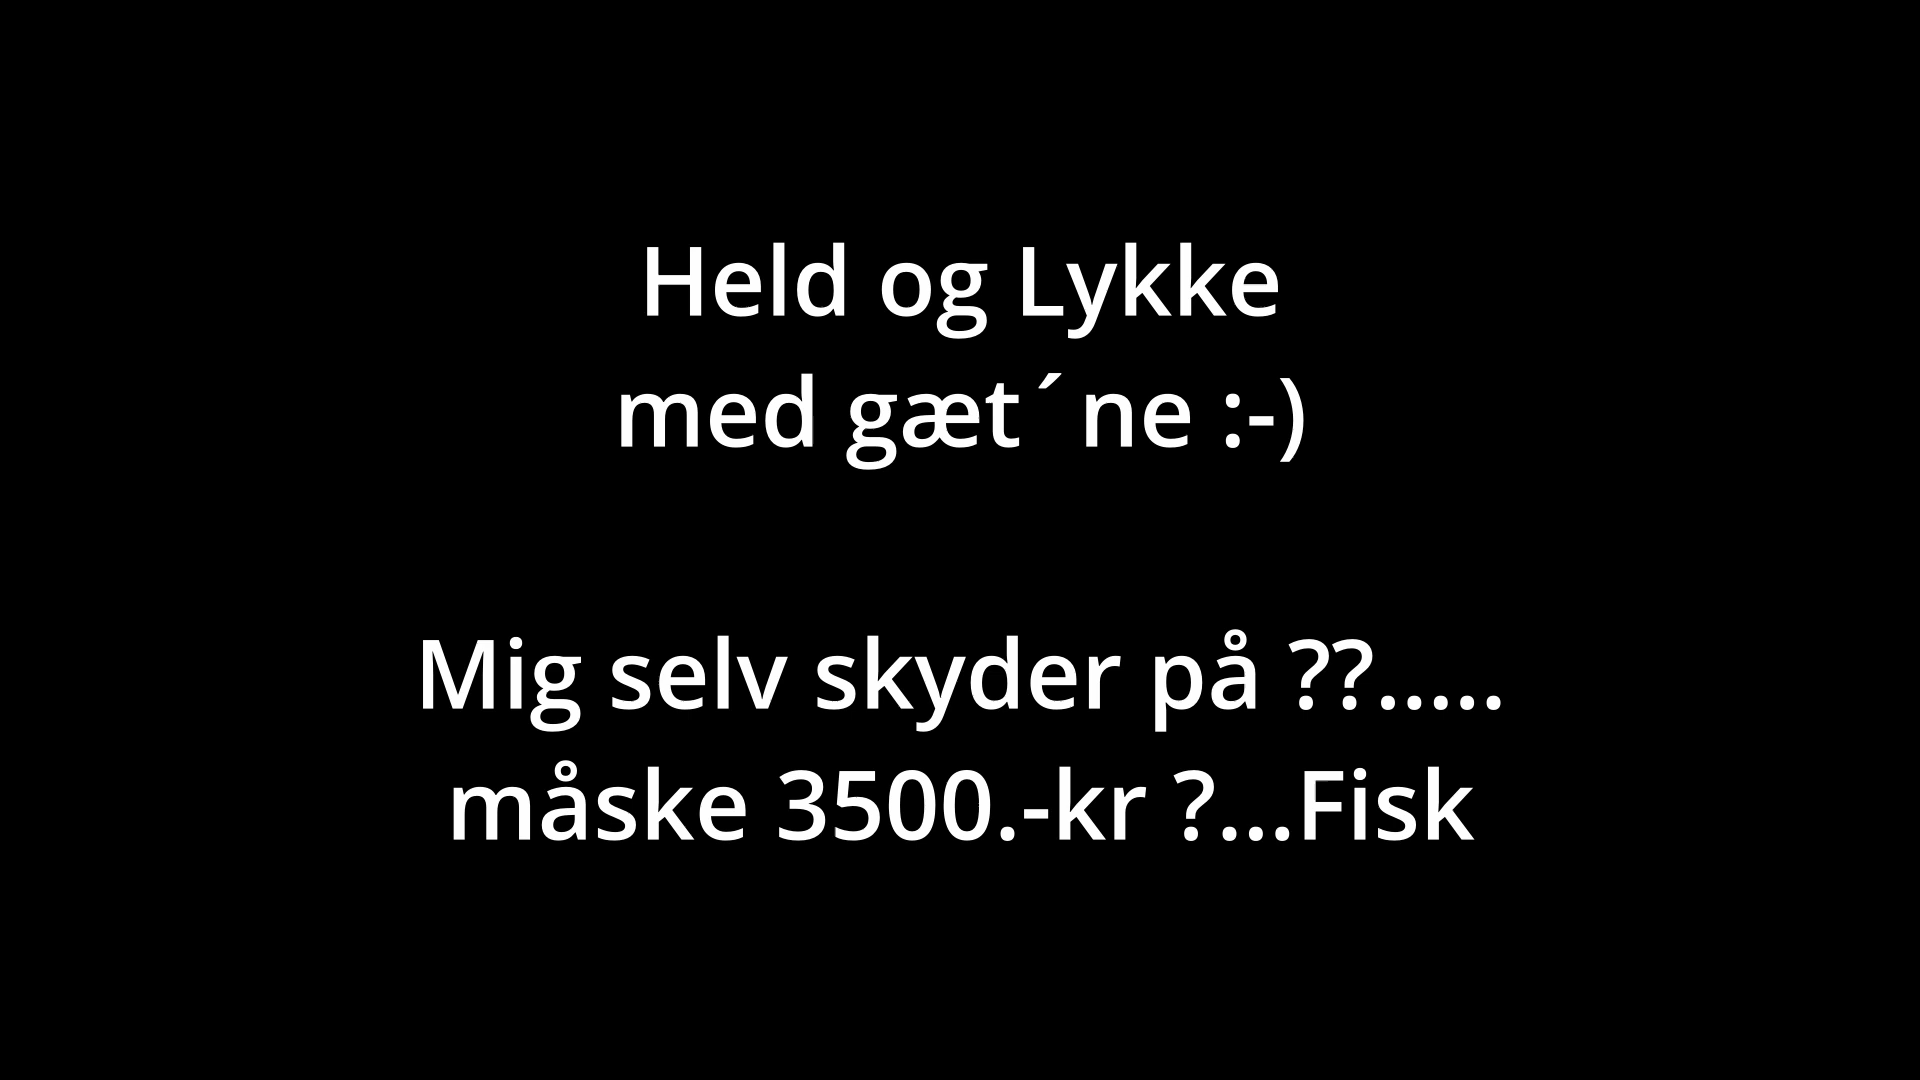 Held og Lykke
med gæt´ne :-)
Mig selv skyder på ??.....
måske 3500.-kr ?...Fisk